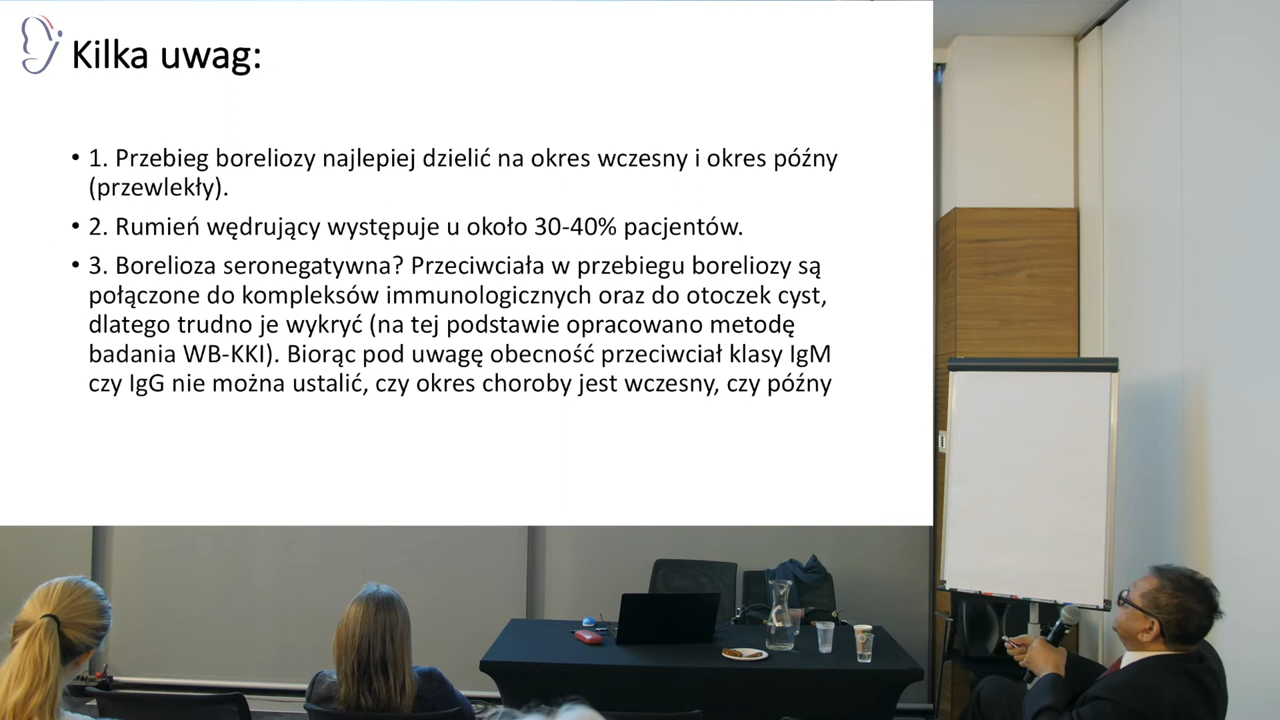 Kilka uwag:
• 1. Przebieg boreliozy najlepiej dzielić na okres wczesny i okres późny
(przewlekły).
• 2. Rumień wędrujący występuje u około 30-40% pacjentów.
• 3. Borelioza seronegatywna? Przeciwciała w przebiegu boreliozy są
połączone do kompleksów immunologicznych oraz do otoczek cyst,
dlatego trudno je wykryć (na tej podstawie opracowano metodę
badania WB-KKI). Biorąc pod uwagę obecność przeciwciał klasy IgM
czy IgG nie można ustalić, czy okres choroby jest wczesny, czy późny